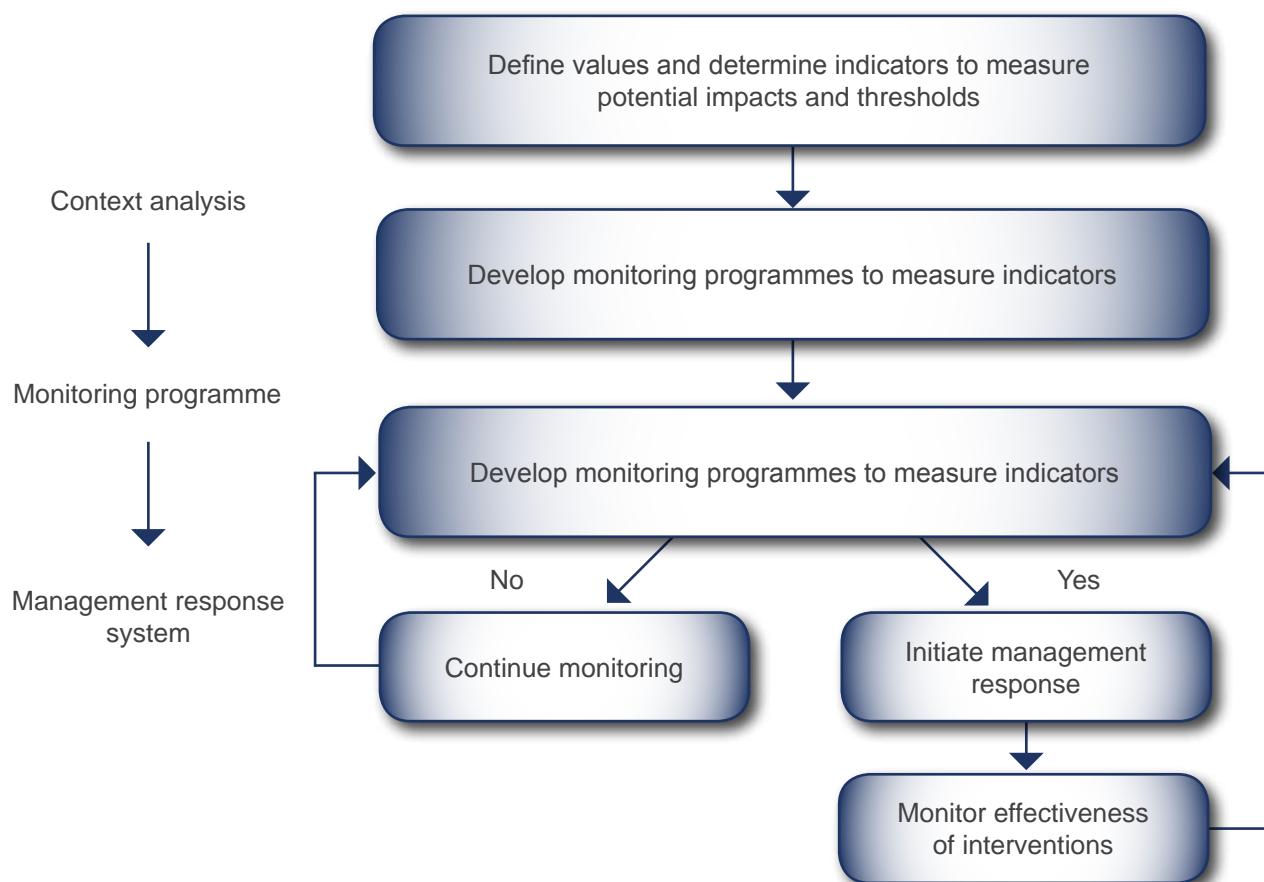 Define values and determine indicators to measure
potential impacts and thresholds
Context analysis
Develop monitoring programmes to measure indicators
Monitoring programme
Develop monitoring programmes to measure indicators
No
Yes
Management response
system
Continue monitoring
Initiate management
response
Monitor effectiveness
of interventions